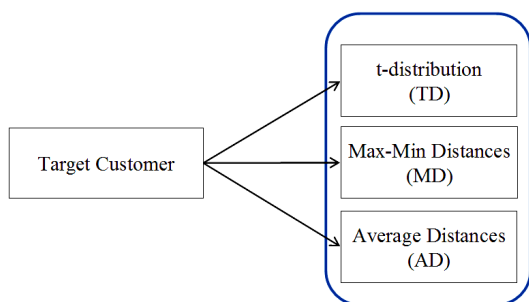 t-distribution
(TD)
Target Customer
Max-Min Distances
(MD)
Average Distances
(AD)